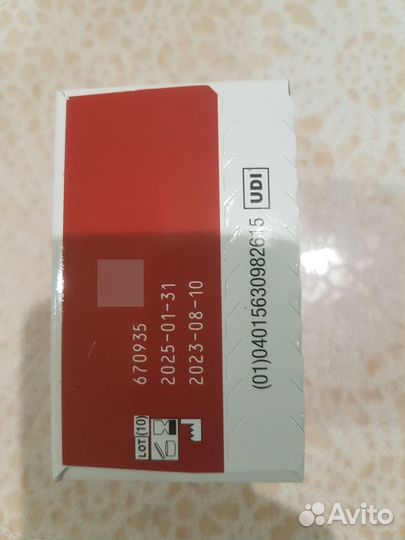 LOT (10) 670935
2025-01-31
2023-08-10
(01)04015630982615 UDI
Avito